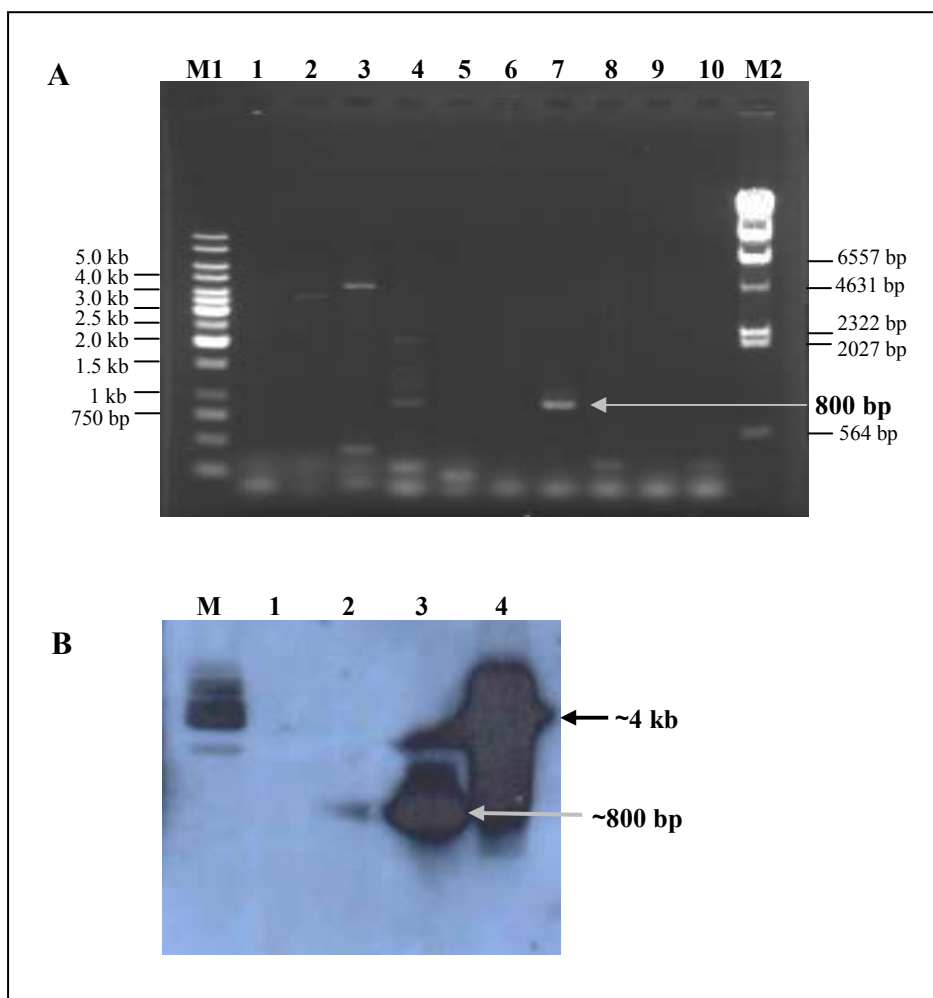 A
M1 1 2 3 4 5 6 7 8 9 10 M2
5.0 kb
4.0 kb
3.0 kb
2.5 kb
2.0 kb
1.5 kb
1 kb
750 bp
6557 bp
4631 bp
2322 bp
2027 bp
800 bp
564 bp
B
M 1 2 3 4
~4 kb
~800 bp